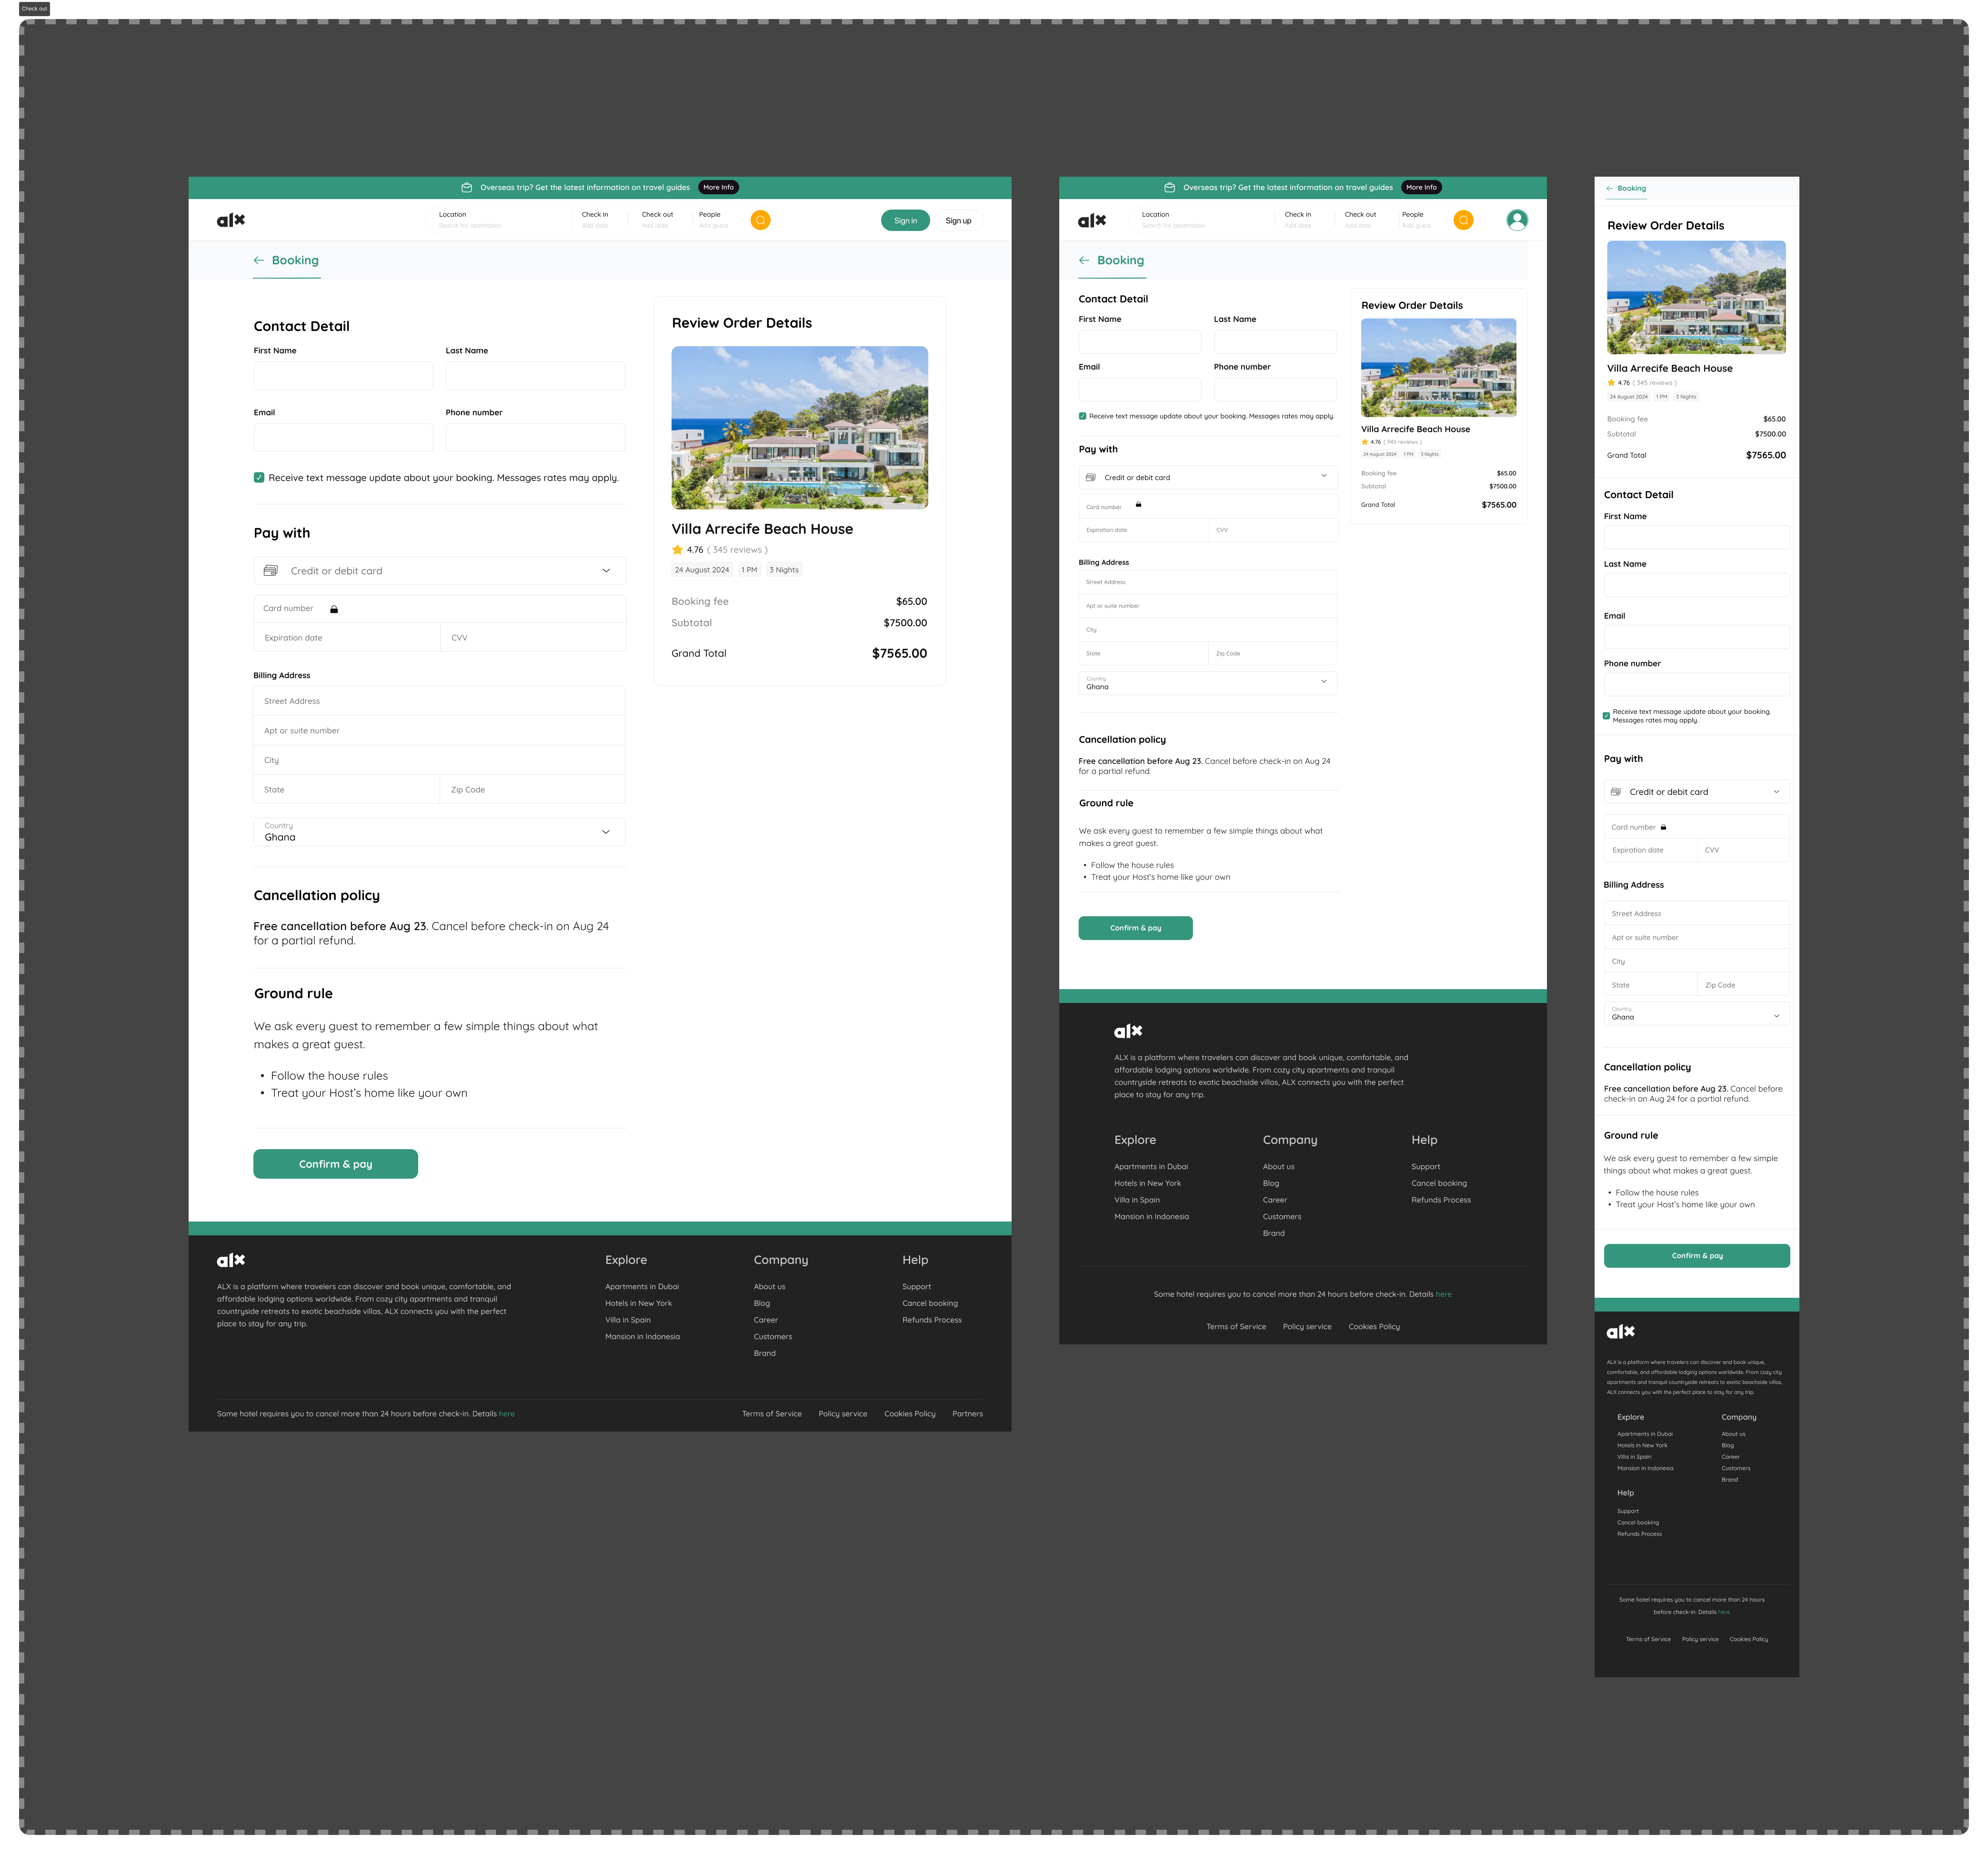 Check out
Overseas trip? Get the latest information on travel guides More Info
alx
Location
Search for destination
Check in
Add date
Check out
Add date
People
Add guest
Sign in
Sign up
Booking
Contact Detail
First Name
Last Name
Email
Phone number
Receive text message update about your booking. Messages rates may apply.
Pay with
Credit or debit card
Card number
Expiration date
CVV
Billing Address
Street Address
Apt or suite number
City
State
Zip Code
Country
Ghana
Cancellation policy
Free cancellation before Aug 23. Cancel before check-in on Aug 24
for a partial refund.
Ground rule
We ask every guest to remember a few simple things about what
makes a great guest.
• Follow the house rules
• Treat your Host's home like your own
Confirm & pay
Review Order Details
Villa Arrecife Beach House
4.76 ( 345 reviews )
24 August 2024 1 PM 3 Nights
Booking fee $65.00
Subtotal $7500.00
Grand Total $7565.00
alx
ALX is a platform where travelers can discover and book unique, comfortable, and
affordable lodging options worldwide. From cozy city apartments and tranquil
countryside retreats to exotic beachside villas, ALX connects you with the perfect
place to stay for any trip.
Explore
Apartments in Dubai
Hotels in New York
Villa in Spain
Mansion in Indonesia
Company
About us
Blog
Career
Customers
Brand
Help
Support
Cancel booking
Refunds Process
Some hotel requires you to cancel more than 24 hours before check-in. Details here
Terms of Service Policy service Cookies Policy Partners
Overseas trip? Get the latest information on travel guides More Info
alx
Location
Search for destination
Check in
Add date
Check out
Add date
People
Add guest
Booking
Contact Detail
First Name
Last Name
Email
Phone number
Receive text message update about your booking. Messages rates may apply.
Pay with
Credit or debit card
Card number
Expiration date
CVV
Billing Address
Street Address
Apt or suite number
City
State
Zip Code
Country
Ghana
Cancellation policy
Free cancellation before Aug 23. Cancel before check-in on Aug 24
for a partial refund.
Ground rule
We ask every guest to remember a few simple things about what
makes a great guest.
• Follow the house rules
• Treat your Host's home like your own
Confirm & pay
Review Order Details
Villa Arrecife Beach House
4.76 ( 345 reviews )
24 August 2024 1 PM 3 Nights
Booking fee $65.00
Subtotal $7500.00
Grand Total $7565.00
alx
ALX is a platform where travelers can discover and book unique, comfortable, and
affordable lodging options worldwide. From cozy city apartments and tranquil
countryside retreats to exotic beachside villas, ALX connects you with the perfect
place to stay for any trip.
Explore
Apartments in Dubai
Hotels in New York
Villa in Spain
Mansion in Indonesia
Company
About us
Blog
Career
Customers
Brand
Help
Support
Cancel booking
Refunds Process
Some hotel requires you to cancel more than 24 hours before check-in. Details here
Terms of Service Policy service Cookies Policy
Booking
Review Order Details
Villa Arrecife Beach House
4.76 ( 345 reviews )
24 August 2024 1 PM 3 Nights
Booking fee $65.00
Subtotal $7500.00
Grand Total $7565.00
Contact Detail
First Name
Last Name
Email
Phone number
Receive text message update about your booking.
Messages rates may apply.
Pay with
Credit or debit card
Card number
Expiration date
CVV
Billing Address
Street Address
Apt or suite number
City
State
Zip Code
Country
Ghana
Cancellation policy
Free cancellation before Aug 23. Cancel before
check-in on Aug 24 for a partial refund.
Ground rule
We ask every guest to remember a few simple
things about what makes a great guest.
• Follow the house rules
• Treat your Host's home like your own
Confirm & pay
alx
ALX is a platform where travelers can discover and book unique,
comfortable, and affordable lodging options worldwide. From cozy city
apartments and tranquil countryside retreats to exotic beachside villas,
ALX connects you with the perfect place to stay for any trip.
Explore
Apartments in Dubai
Hotels in New York
Villa in Spain
Mansion in Indonesia
Company
About us
Blog
Career
Customers
Brand
Help
Support
Cancel booking
Refunds Process
Some hotel requires you to cancel more than 24 hours
before check-in. Details here
Terms of Service Policy service Cookies Policy